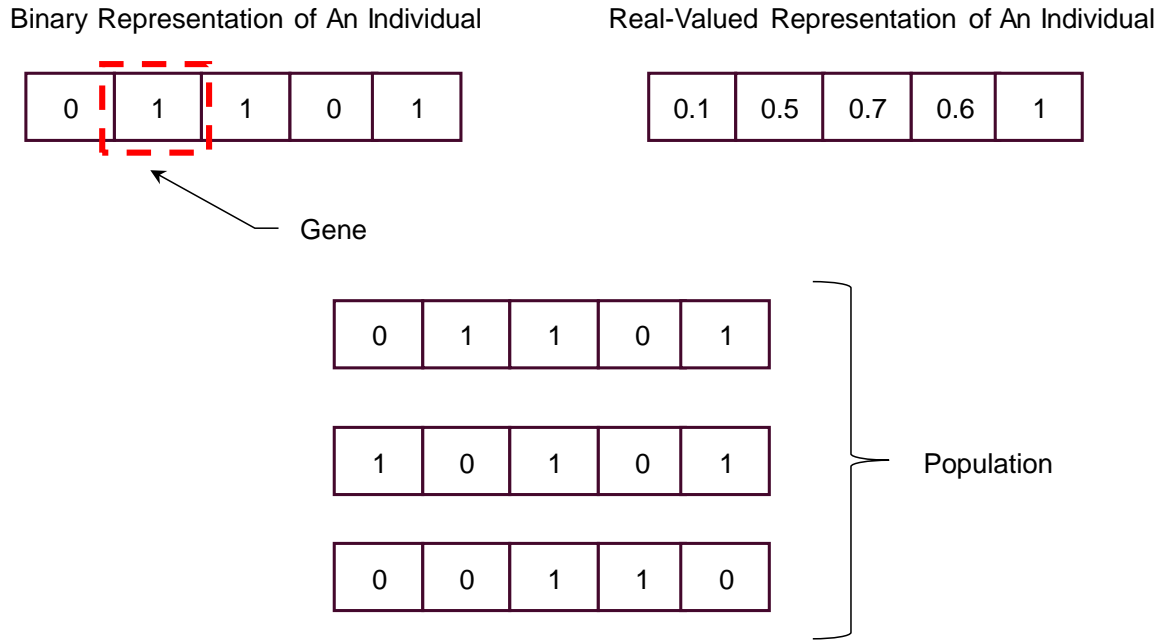 Binary Representation of An Individual
Real-Valued Representation of An Individual
0 1 1 0 1
0.1 0.5 0.7 0.6 1
Gene
0 1 1 0 1
1 0 1 0 1
Population
0 0 1 1 0